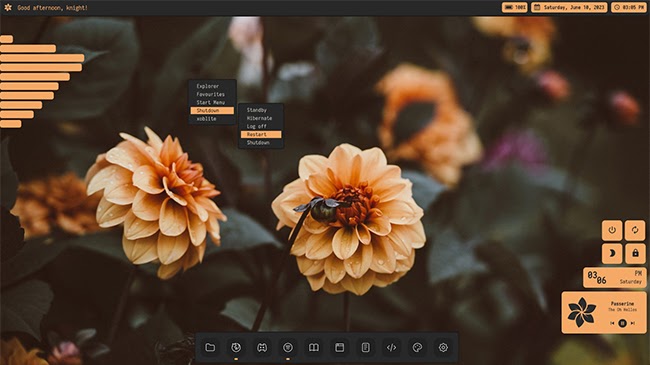 Good afternoon, knight!
100%
Saturday, June 10, 2023
03:05 PM
Explorer
Favourites
Start Menu
Shutdown
xoblite
Standby
Hibernate
Log off
Restart
Shutdown
03
06
PM
Saturday
Passerine
The Oh Hellos